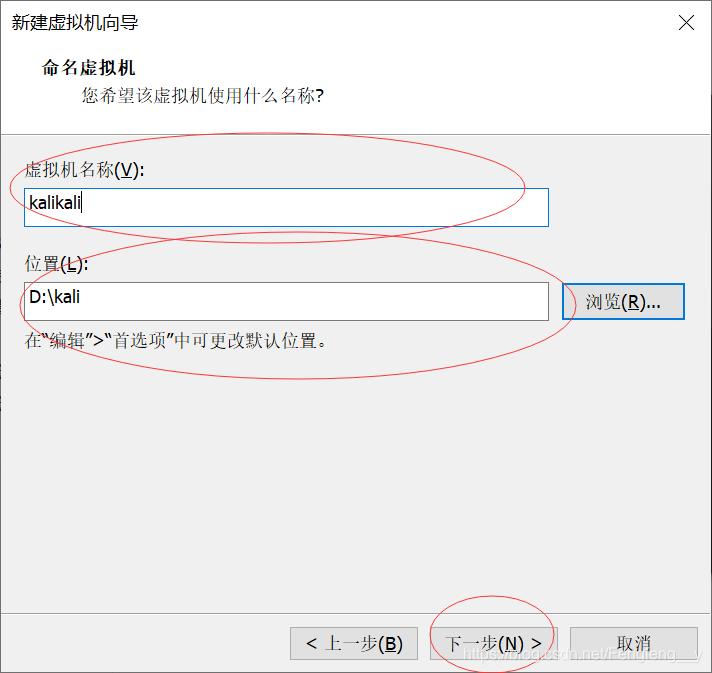 新建虚拟机向导
命名虚拟机
您希望该虚拟机使用什么名称?
虚拟机名称(V):
kalikali
位置(L):
D:\kali
浏览(R)...
在“编辑”>“首选项”中可更改默认位置。
< 上一步(B)
下一步(N) >
取消
https://blog.csdn.net/Fengfeng__y